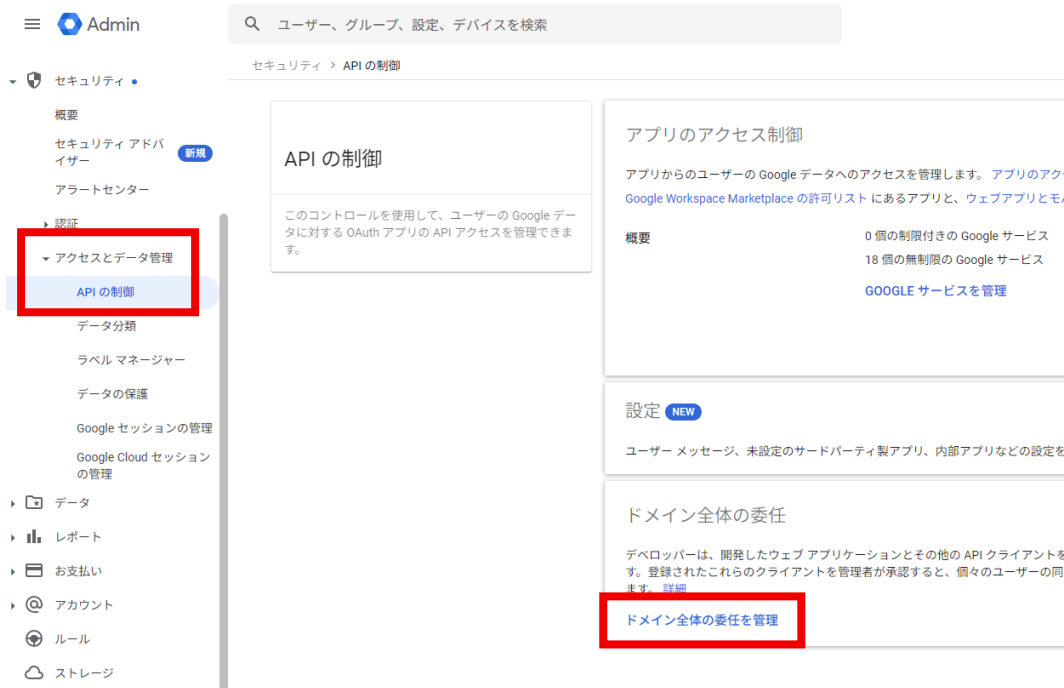 Admin
ユーザー、グループ、設定、デバイスを検索
セキュリティ > API の制御
セキュリティ
概要
セキュリティ アドバ
イザー
新規
アラートセンター
認証
アクセスとデータ管理
API の制御
データ分類
ラベル マネージャー
データの保護
Google セッションの管理
Google Cloud セッション
の管理
データ
レポート
お支払い
アカウント
ルール
ストレージ
API の制御
このコントロールを使用して、ユーザーの Google デー
タに対する OAuth アプリの API アクセスを管理できま
す。
アプリのアクセス制御
アプリからのユーザーの Google データへのアクセスを管理します。 アプリのアク
Google Workspace Marketplace の許可リスト にあるアプリと、ウェブアプリとモ
概要
0 個の制限付きの Google サービス
18 個の無制限の Google サービス
GOOGLE サービスを管理
設定 NEW
ユーザー メッセージ、未設定のサードパーティ製アプリ、内部アプリなどの設定を
ドメイン全体の委任
デベロッパーは、開発したウェブ アプリケーションとその他の API クライアントを
す。登録されたこれらのクライアントを管理者が承認すると、個々のユーザーの同
ます。 詳細
ドメイン全体の委任を管理